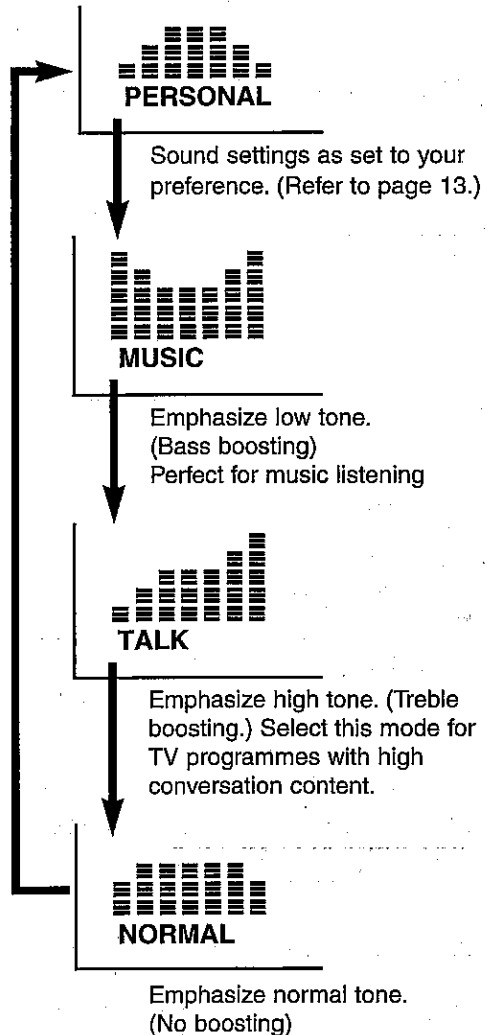 PERSONAL
Sound settings as set to your
preference. (Refer to page 13.)
MUSIC
Emphasize low tone.
(Bass boosting)
Perfect for music listening
TALK
Emphasize high tone. (Treble
boosting.) Select this mode for
TV programmes with high
conversation content.
NORMAL
Emphasize normal tone.
(No boosting)